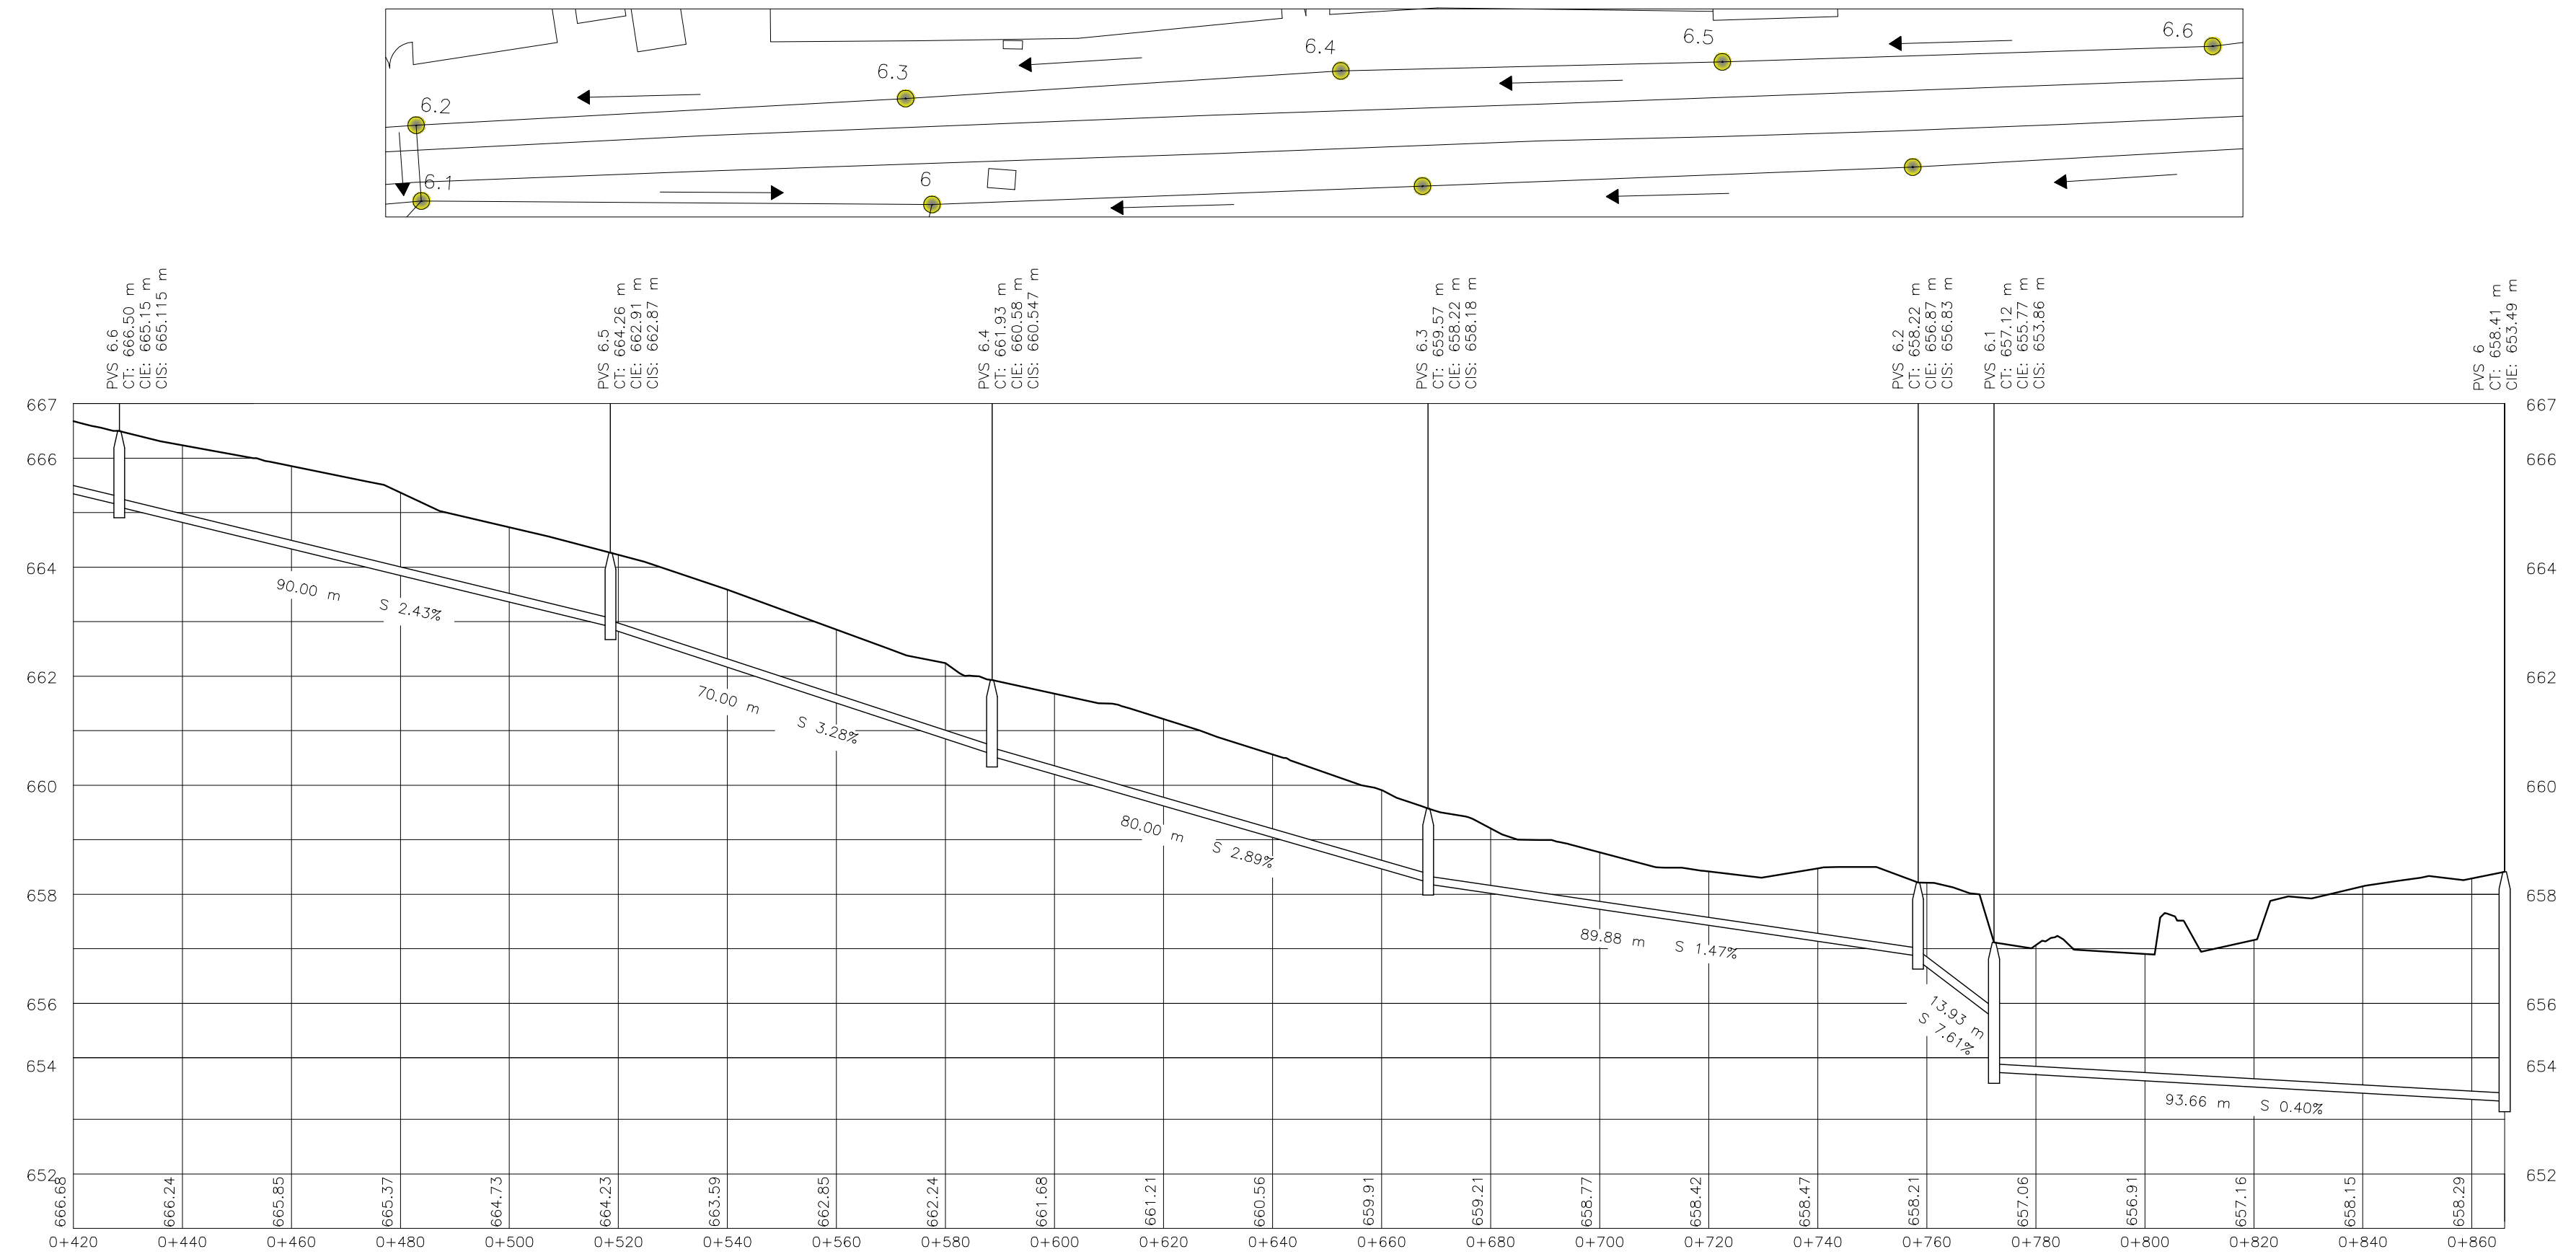 6.6
6.5
6.4
6.3
6.2
6.1
6
PVS 6.6
CT: 666.50 m
CIE: 665.15 m
CIS: 665.115 m
PVS 6.5
CT: 664.26 m
CIE: 662.91 m
CIS: 662.87 m
PVS 6.4
CT: 661.93 m
CIE: 660.58 m
CIS: 660.547 m
PVS 6.3
CT: 659.57 m
CIE: 658.22 m
CIS: 658.18 m
PVS 6.2
CT: 658.22 m
CIE: 656.87 m
CIS: 656.83 m
PVS 6.1
CT: 657.12 m
CIE: 655.77 m
CIS: 653.86 m
PVS 6
CT: 658.41 m
CIE: 653.49 m
667 667
666 666
664 664
662 662
660 660
658 658
656 656
654 654
652 652
90.00 m S 2.43%
70.00 m S 3.28%
80.00 m S 2.89%
89.88 m S 1.47%
13.93 m
S 7.61%
93.66 m S 0.40%
666.68 666.24 665.85 665.37 664.73 664.23 663.59 662.85 662.24 661.68 661.21 660.56 659.91 659.21 658.77 658.42 658.47 658.21 657.06 656.91 657.16 658.15 658.29
0+420 0+440 0+460 0+480 0+500 0+520 0+540 0+560 0+580 0+600 0+620 0+640 0+660 0+680 0+700 0+720 0+740 0+760 0+780 0+800 0+820 0+840 0+860